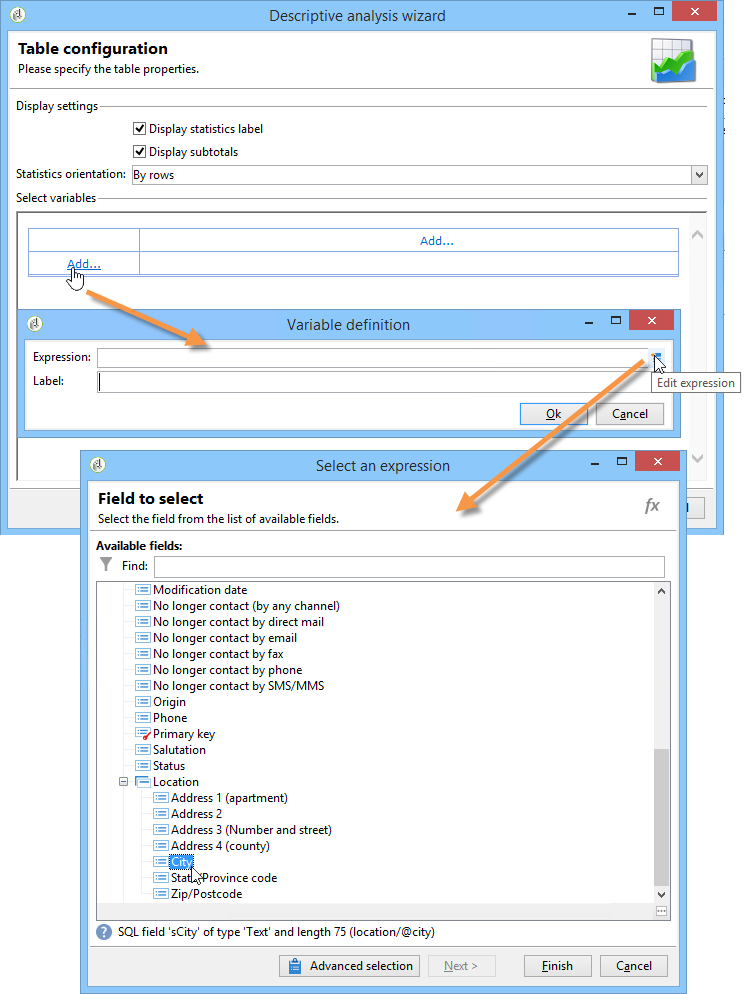 Descriptive analysis wizard
Table configuration
Please specify the table properties.
Display settings
Display statistics label
Display subtotals
Statistics orientation: By rows
Select variables
Add...
Add...
Variable definition
Expression:
Edit expression
Label:
Ok Cancel
Select an expression
Field to select
Select the field from the list of available fields.
fx
Available fields:
Find:
Modification date
No longer contact (by any channel)
No longer contact by direct mail
No longer contact by email
No longer contact by fax
No longer contact by phone
No longer contact by SMS/MMS
Origin
Phone
Primary key
Salutation
Status
Location
Address 1 (apartment)
Address 2
Address 3 (Number and street)
Address 4 (county)
City
State/Province code
Zip/Postcode
SQL field 'sCity' of type 'Text' and length 75 (location/@city)
Advanced selection Next > Finish Cancel